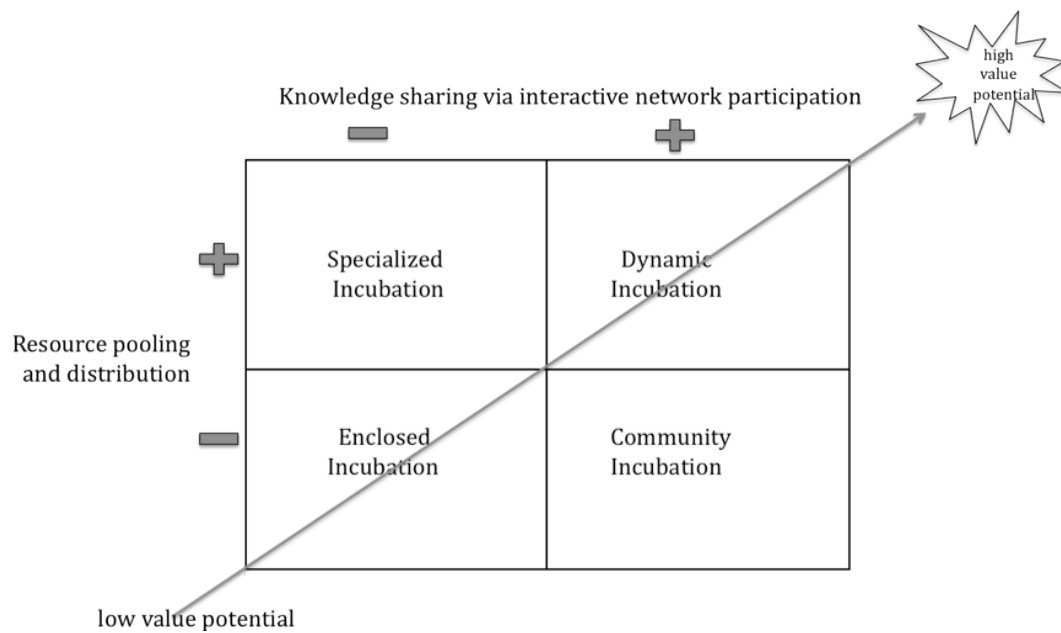 high
value
potential
Knowledge sharing via interactive network participation
Specialized
Incubation
Dynamic
Incubation
Resource pooling
and distribution
Enclosed
Incubation
Community
Incubation
low value potential